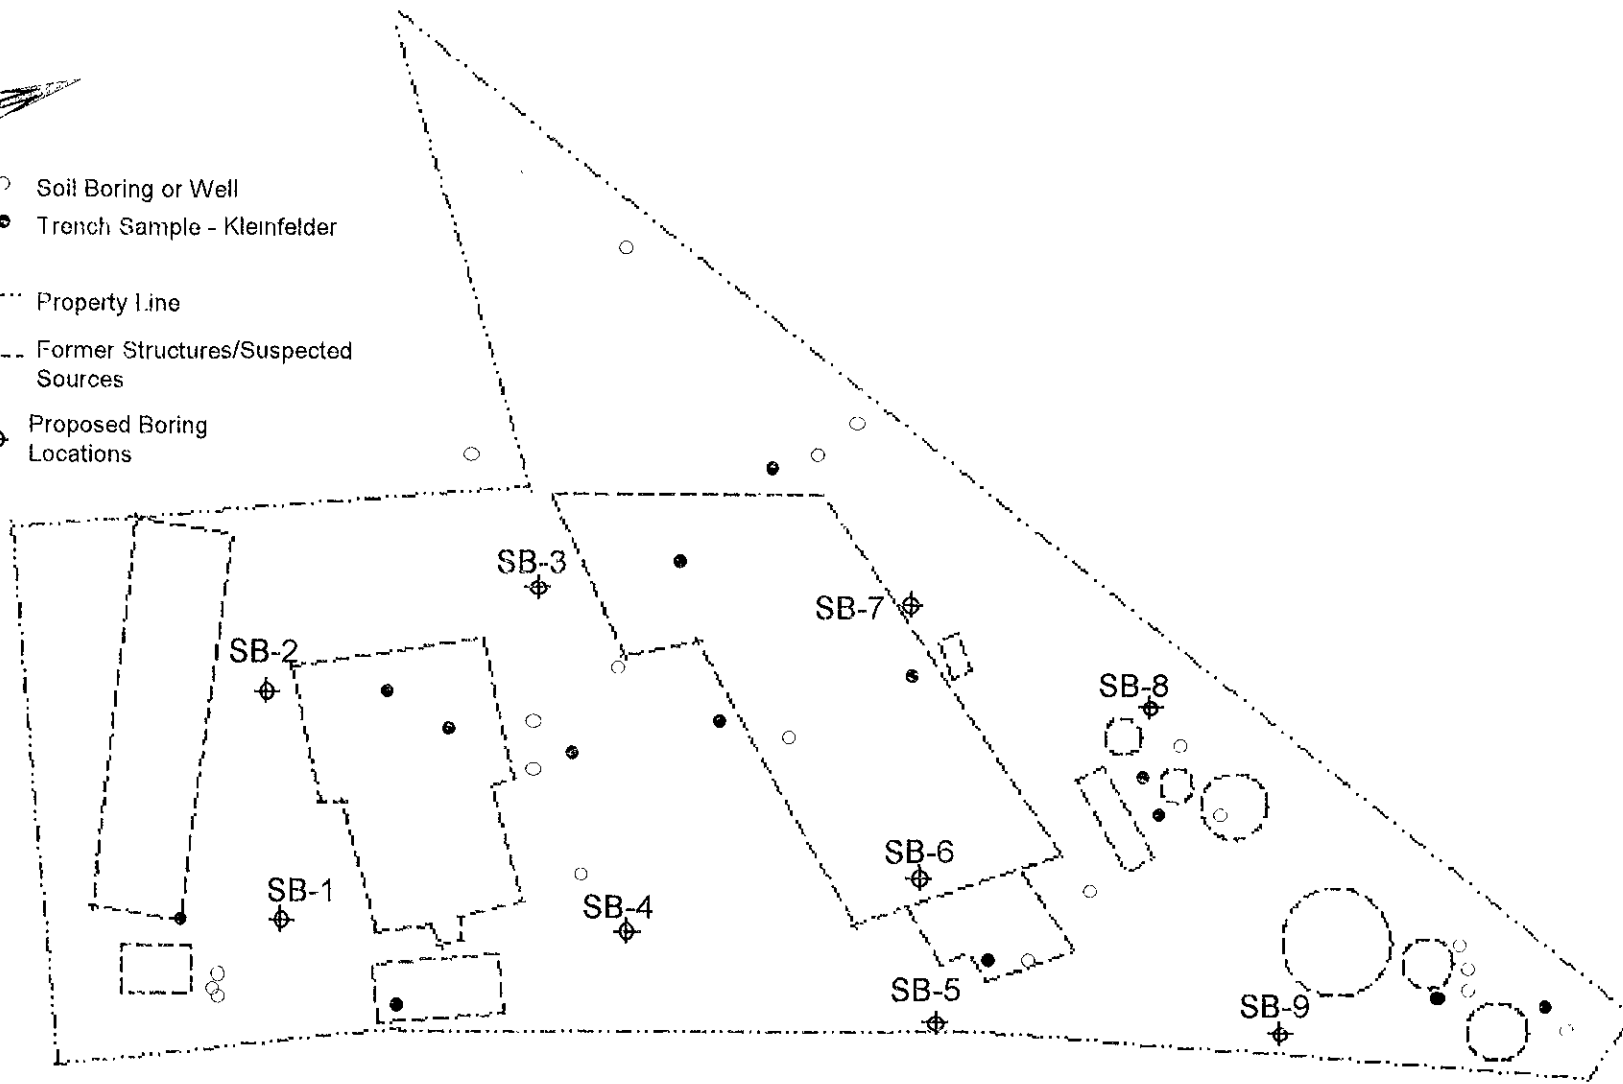 Soil Boring or Well
Trench Sample - Kleinfelder
Property Line
Former Structures/Suspected
Sources
Proposed Boring
Locations
SB-3
SB-7
SB-2
SB-8
SB-6
SB-1
SB-4
SB-5
SB-9